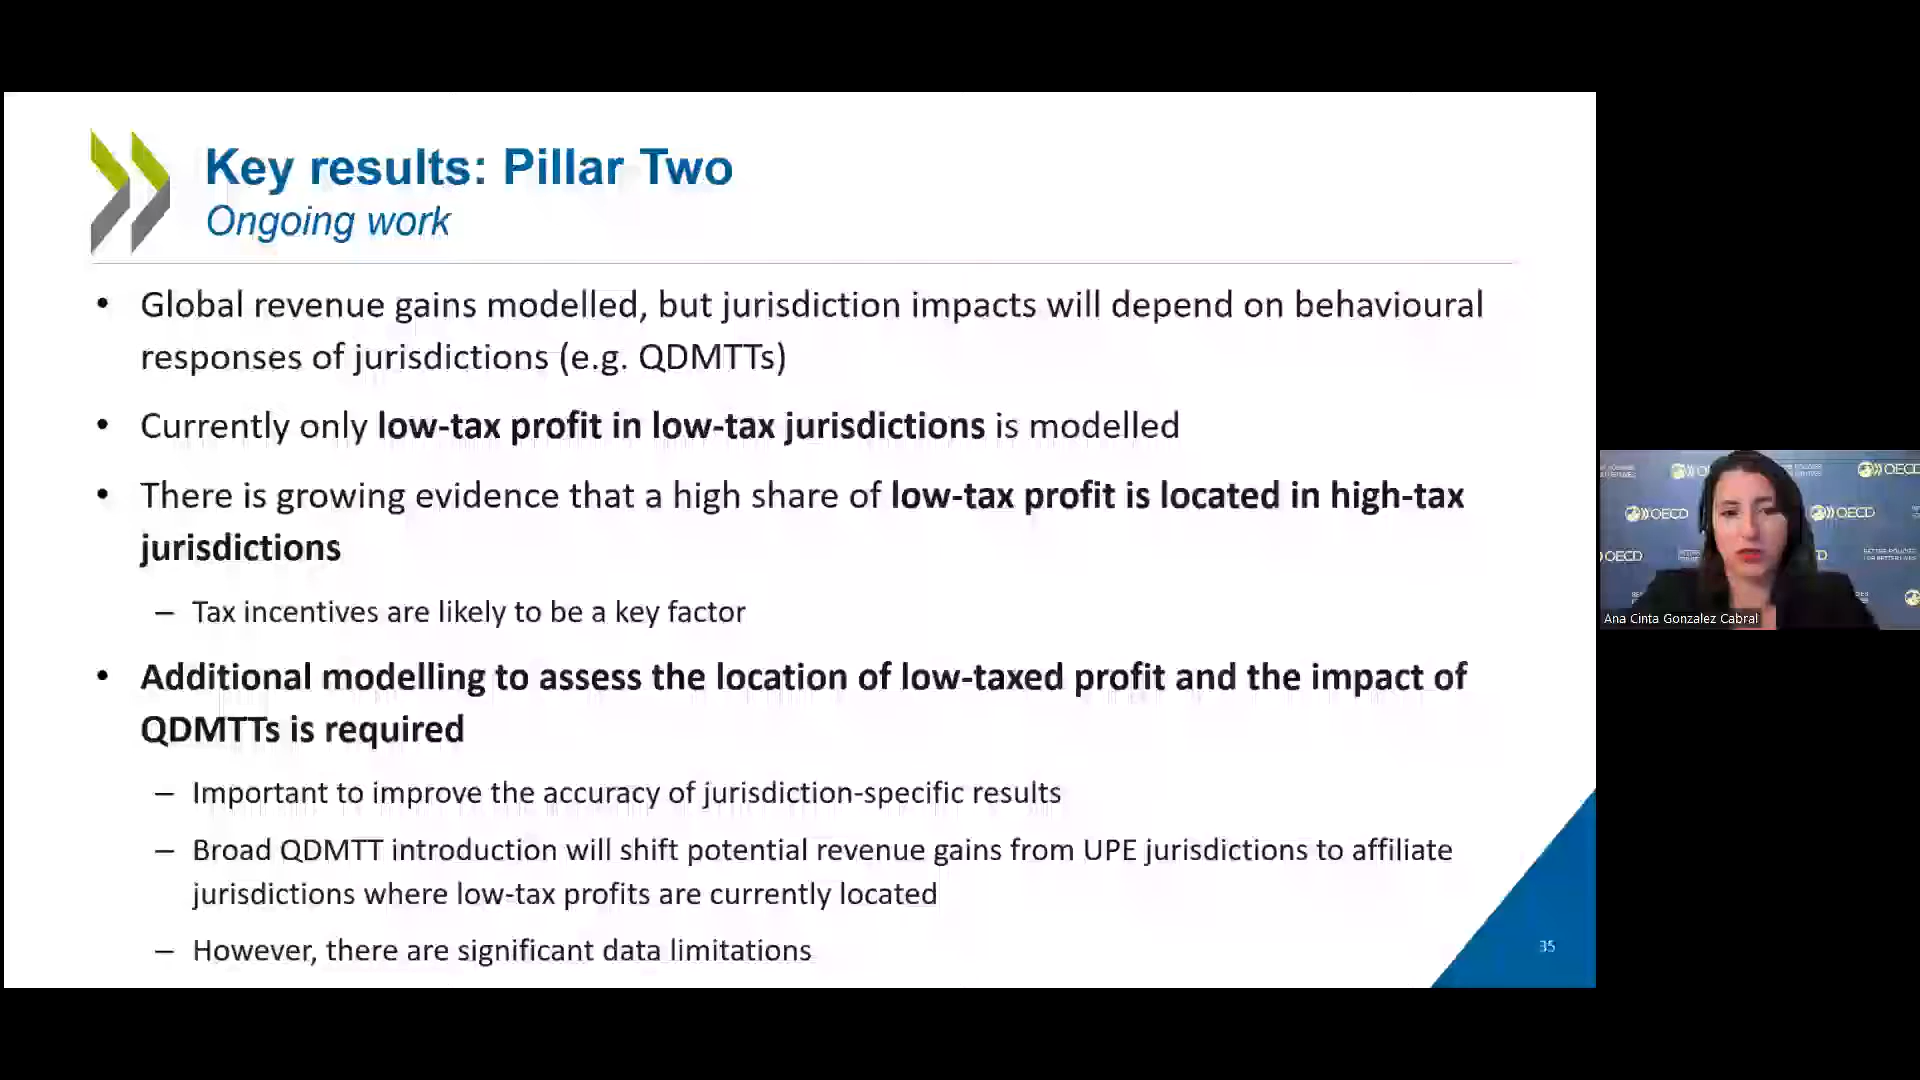 Key results: Pillar Two
Ongoing work
• Global revenue gains modelled, but jurisdiction impacts will depend on behavioural
responses of jurisdictions (e.g. QDMTTs)
• Currently only low-tax profit in low-tax jurisdictions is modelled
• There is growing evidence that a high share of low-tax profit is located in high-tax
jurisdictions
– Tax incentives are likely to be a key factor
• Additional modelling to assess the location of low-taxed profit and the impact of
QDMTTs is required
– Important to improve the accuracy of jurisdiction-specific results
– Broad QDMTT introduction will shift potential revenue gains from UPE jurisdictions to affiliate
jurisdictions where low-tax profits are currently located
– However, there are significant data limitations
35
OECD
OECD
OECD
OECD
Ana Cinta Gonzalez Cabral